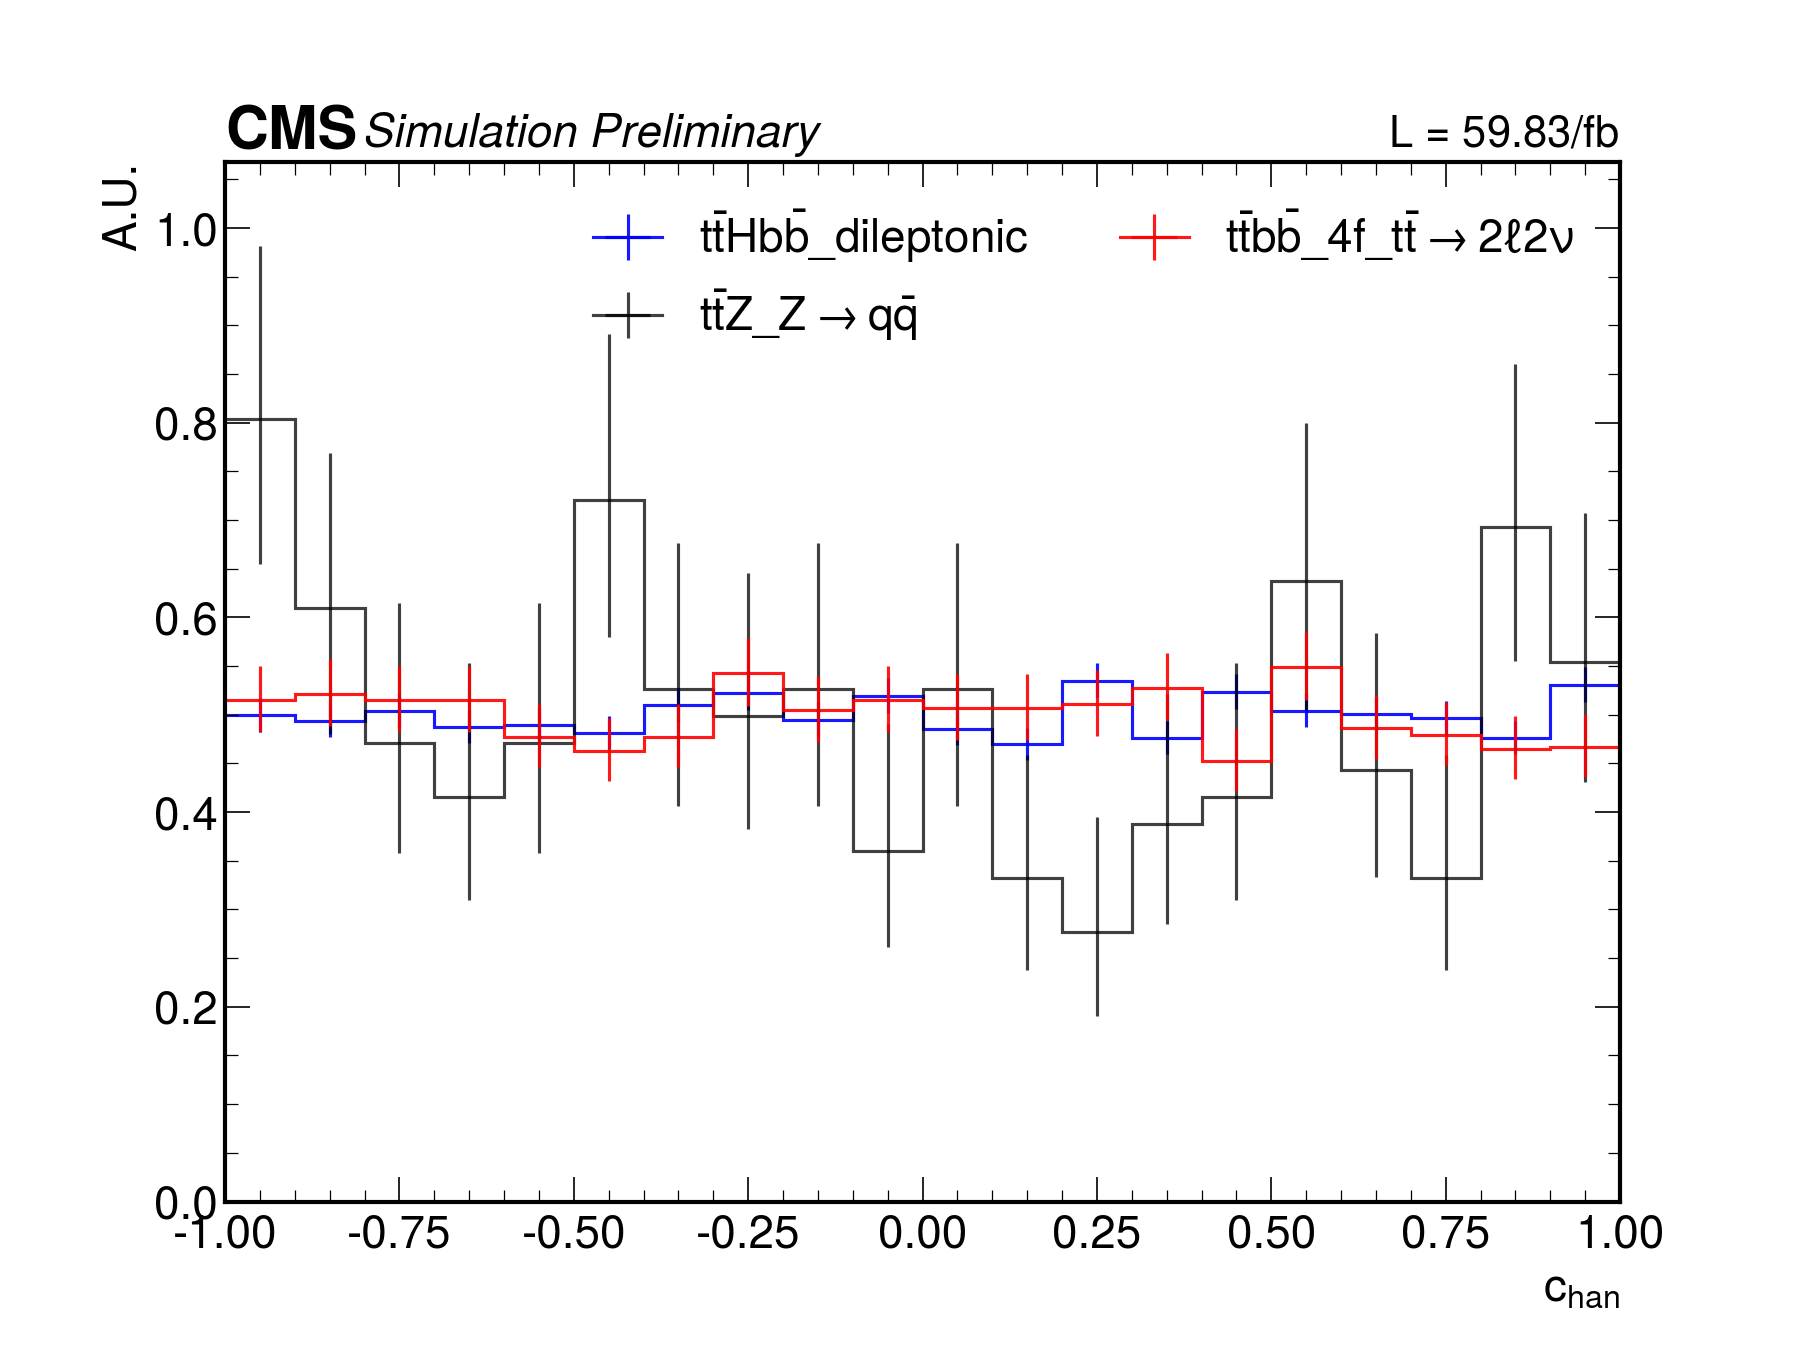 CMS Simulation Preliminary L = 59.83/fb
A.U.
tt̄Hbb̄_dileptonic tt̄bb̄_4f_tt̄ → 2ℓ2ν
tt̄Z_Z → qq̄
1.0
0.8
0.6
0.4
0.2
0.0
-1.00 -0.75 -0.50 -0.25 0.00 0.25 0.50 0.75 1.00
c_han